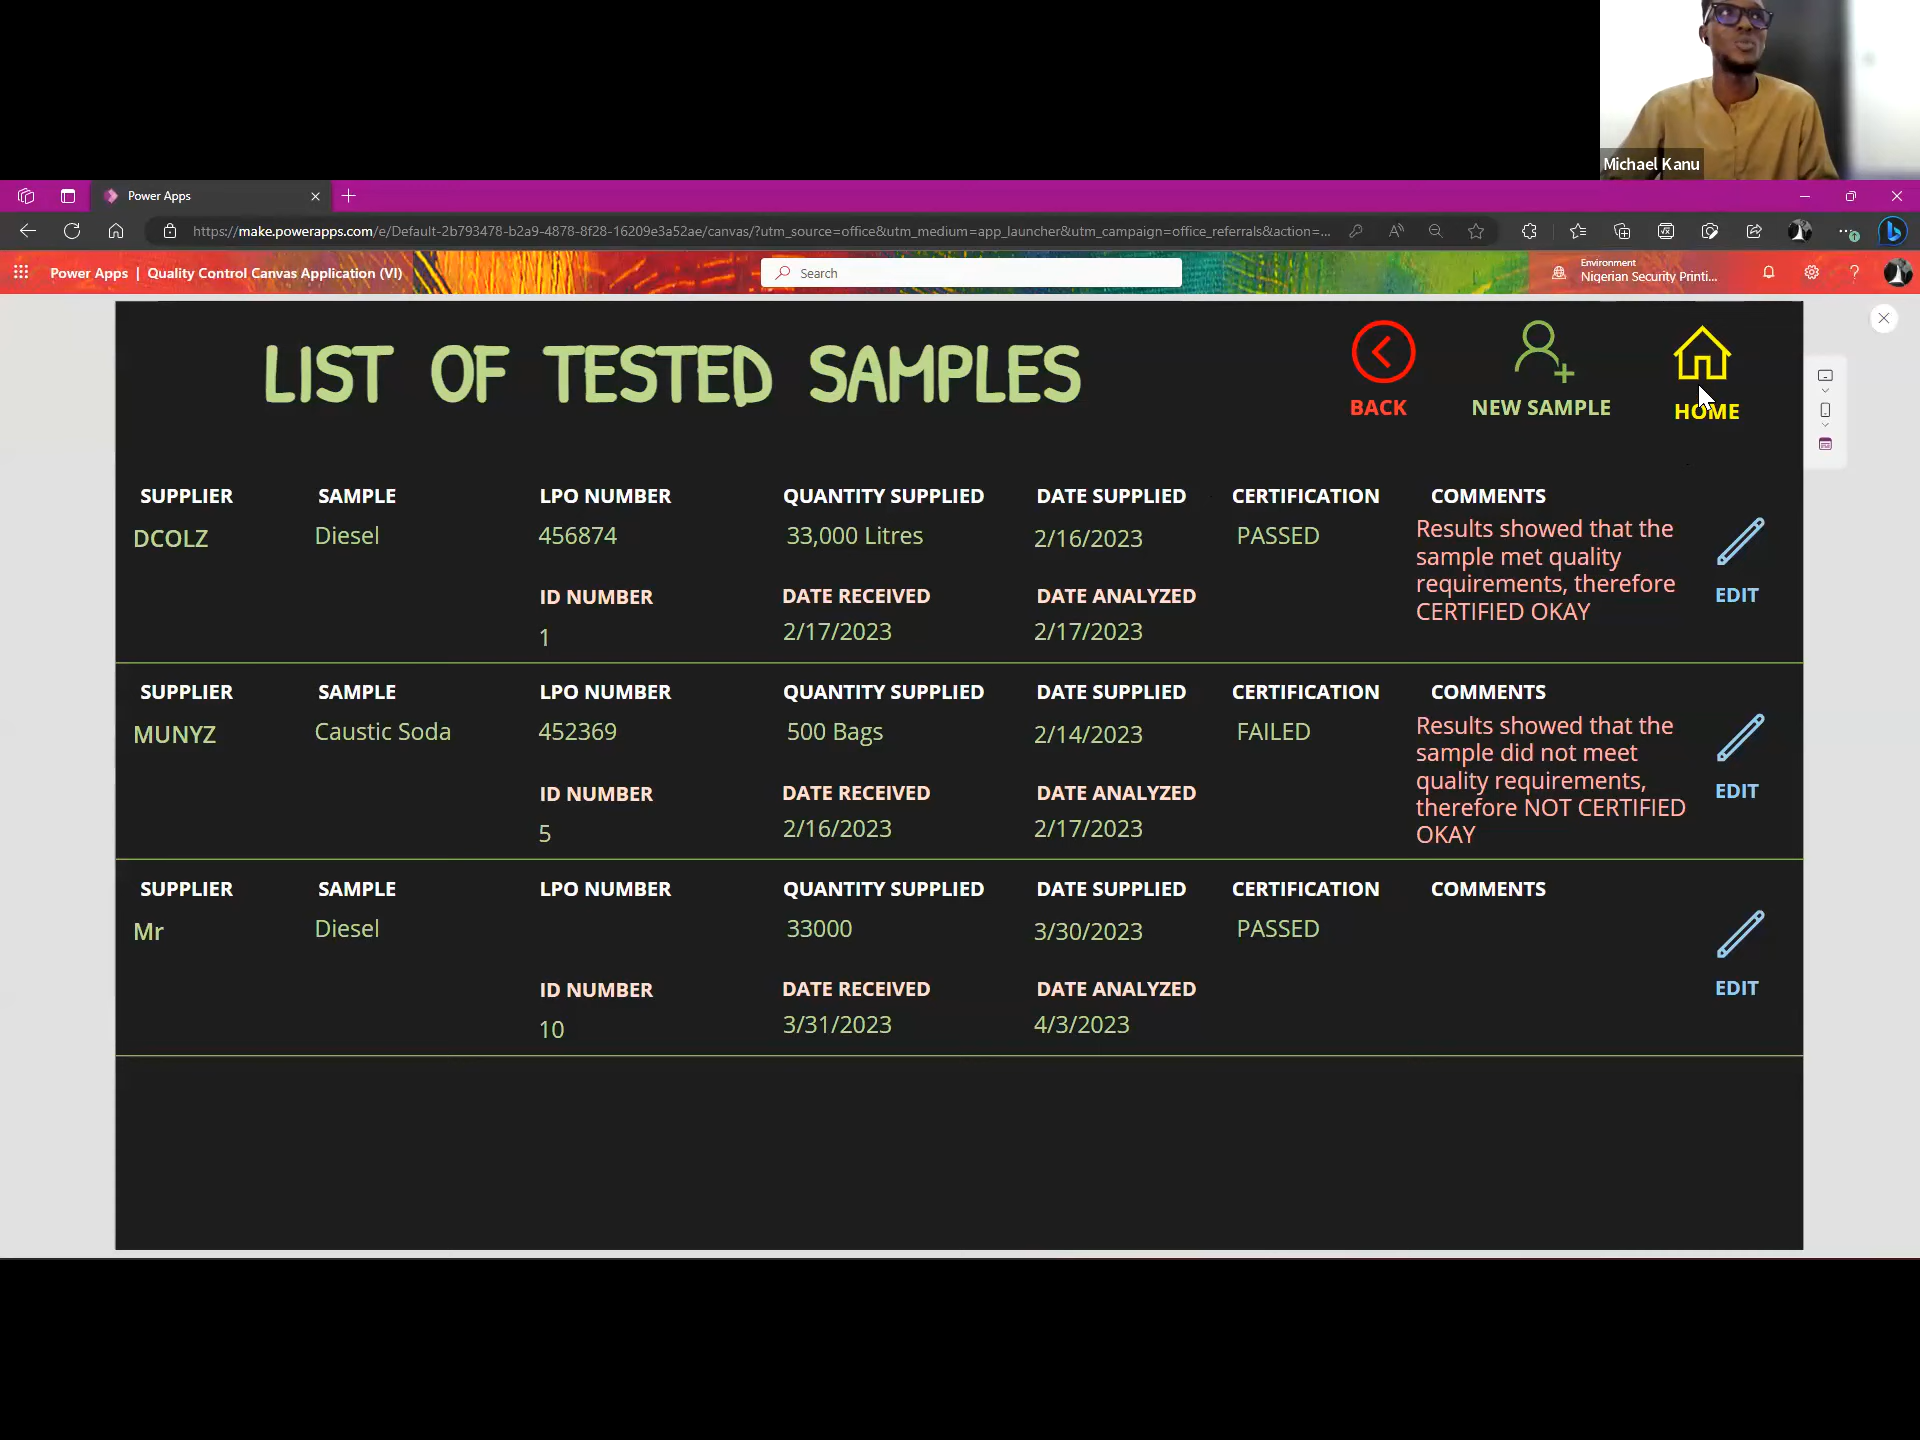 Michael Kanu
Power Apps
https://make.powerapps.com/e/Default-2b793478-b2a9-4878-8f28-16209e3a52ae/canvas/?utm_source=office&utm_medium=app_launcher&utm_campaign=office_referrals&action=...
Power Apps | Quality Control Canvas Application (VI)
Search
Environment
Nigerian Security Printi...
LIST OF TESTED SAMPLES
BACK
NEW SAMPLE
HOME
SUPPLIER SAMPLE LPO NUMBER QUANTITY SUPPLIED DATE SUPPLIED CERTIFICATION COMMENTS
DCOLZ Diesel 456874 33,000 Litres 2/16/2023 PASSED
Results showed that the
sample met quality
requirements, therefore
CERTIFIED OKAY
EDIT
ID NUMBER DATE RECEIVED DATE ANALYZED
1 2/17/2023 2/17/2023
SUPPLIER SAMPLE LPO NUMBER QUANTITY SUPPLIED DATE SUPPLIED CERTIFICATION COMMENTS
MUNYZ Caustic Soda 452369 500 Bags 2/14/2023 FAILED
Results showed that the
sample did not meet
quality requirements,
therefore NOT CERTIFIED
OKAY
EDIT
ID NUMBER DATE RECEIVED DATE ANALYZED
5 2/16/2023 2/17/2023
SUPPLIER SAMPLE LPO NUMBER QUANTITY SUPPLIED DATE SUPPLIED CERTIFICATION COMMENTS
Mr Diesel 33000 3/30/2023 PASSED
EDIT
ID NUMBER DATE RECEIVED DATE ANALYZED
10 3/31/2023 4/3/2023